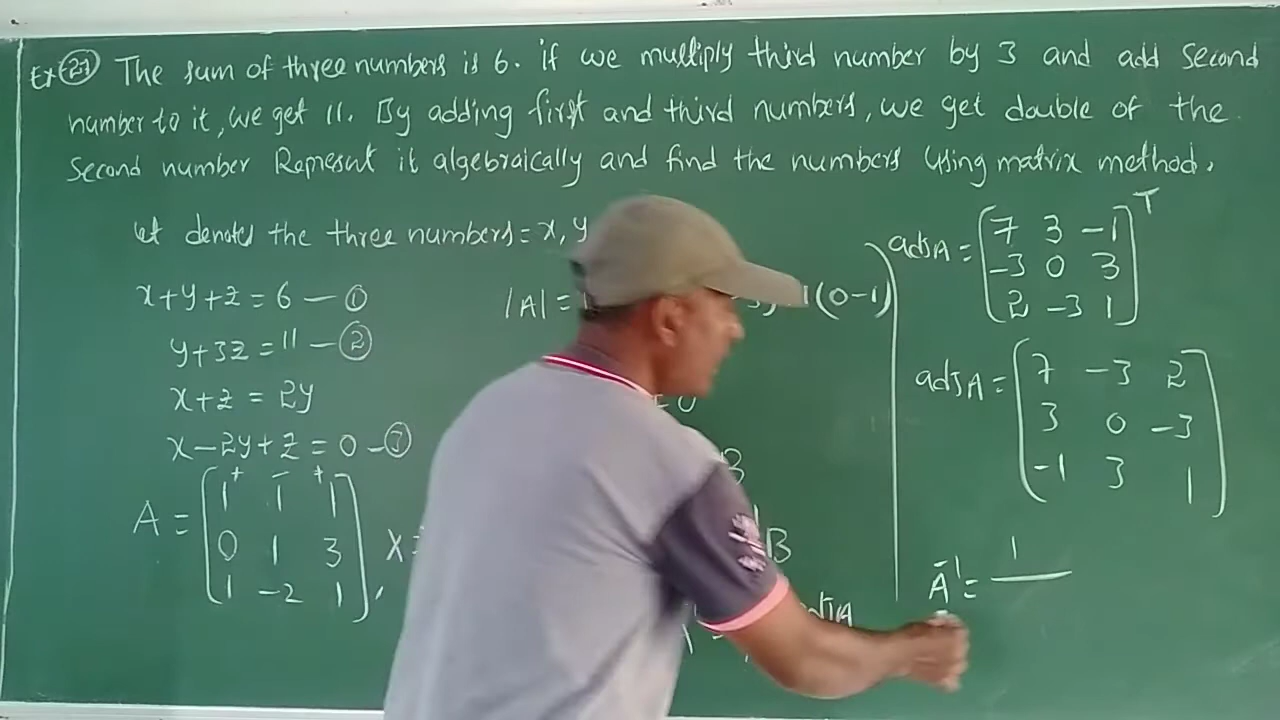 Ex 27 The sum of three numbers is 6. if we multiply third number by 3 and add second
number to it, we get 11. By adding first and third numbers, we get double of the
second number Represent it algebraically and find the numbers using matrix method.
let denoted the three numbers = x, y
x+y+z = 6 — ①
y+3z = 11 — ②
x+z = 2y
x-2y+z = 0 — ③
A = [1 1 1
+ - +
0 1 3
1 -2 1],
X =
|A| = 1(0-1)
B
B
adjA
adjA = [7 3 -1
-3 0 3
2 -3 1]ᵀ
adjA = [7 -3 2
3 0 -3
-1 3 1]
A⁻¹ = 1